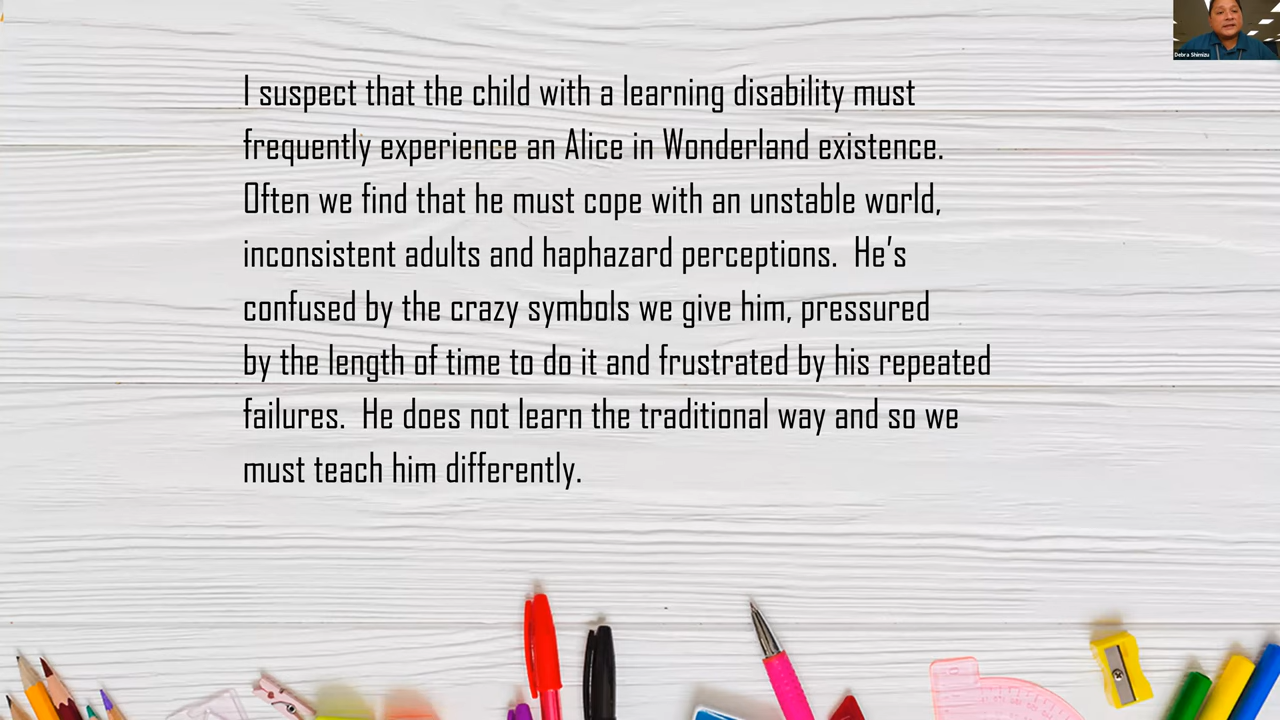 Debra Shimizu
I suspect that the child with a learning disability must
frequently experience an Alice in Wonderland existence.
Often we find that he must cope with an unstable world,
inconsistent adults and haphazard perceptions.  He's
confused by the crazy symbols we give him, pressured
by the length of time to do it and frustrated by his repeated
failures.  He does not learn the traditional way and so we
must teach him differently.